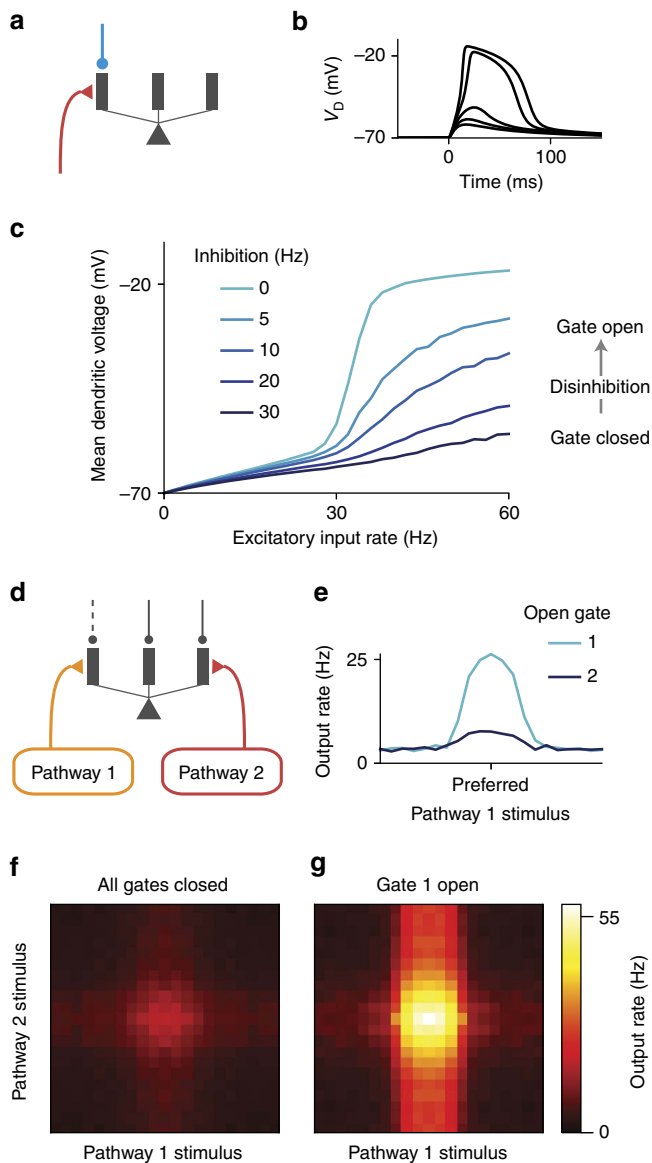 a
b
−20
−70
V_D (mV)
0
100
Time (ms)
c
Inhibition (Hz)
0
5
10
20
30
−20
−70
Mean dendritic voltage (mV)
0
30
60
Excitatory input rate (Hz)
Gate open
Disinhibition
Gate closed
d
Pathway 1
Pathway 2
e
Open gate
1
2
25
0
Output rate (Hz)
Preferred
Pathway 1 stimulus
f
All gates closed
Pathway 2 stimulus
Pathway 1 stimulus
g
Gate 1 open
Pathway 1 stimulus
55
0
Output rate (Hz)